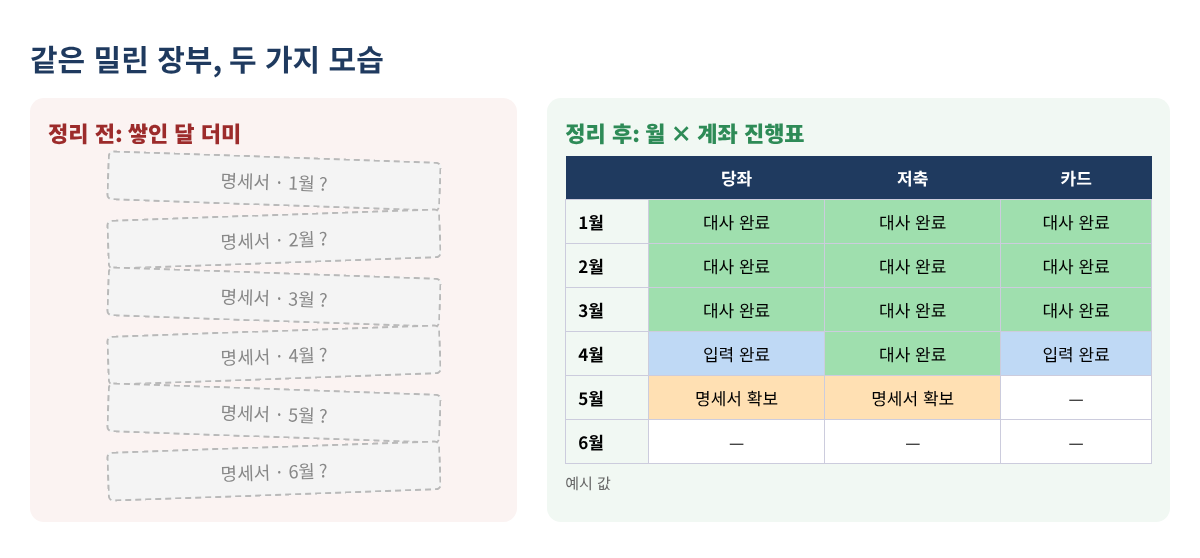 같은 밀린 장부, 두 가지 모습
정리 전: 쌓인 달 더미
명세서 · 1월 ?
명세서 · 2월 ?
명세서 · 3월 ?
명세서 · 4월 ?
명세서 · 5월 ?
명세서 · 6월 ?
정리 후: 월 × 계좌 진행표
당좌 저축 카드
1월 대사 완료 대사 완료 대사 완료
2월 대사 완료 대사 완료 대사 완료
3월 대사 완료 대사 완료 대사 완료
4월 입력 완료 대사 완료 입력 완료
5월 명세서 확보 명세서 확보 —
6월 — — —
예시 값